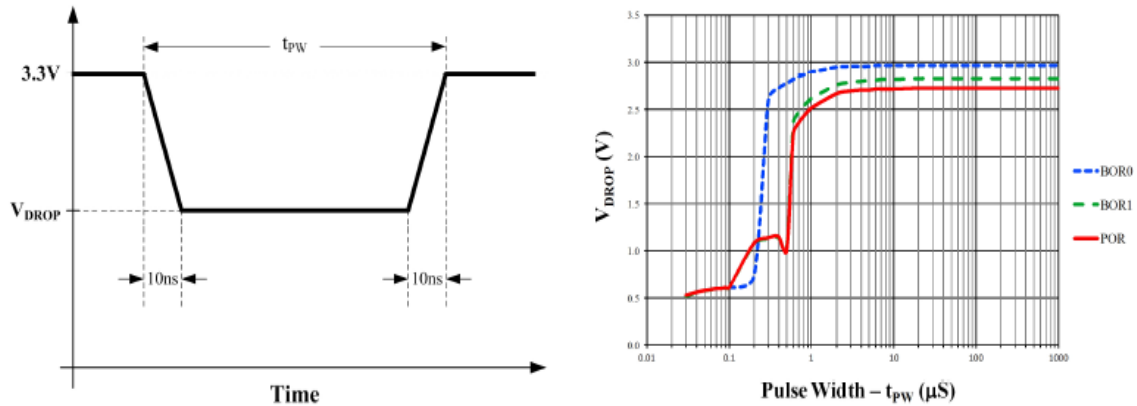 tPW
3.3V
VDROP
10ns
10ns
Time
3.5
3.0
2.5
2.0
1.5
1.0
0.5
0.0
VDROP (V)
0.01 0.1 1 10 100 1000
Pulse Width – tPW (µS)
BOR0
BOR1
POR